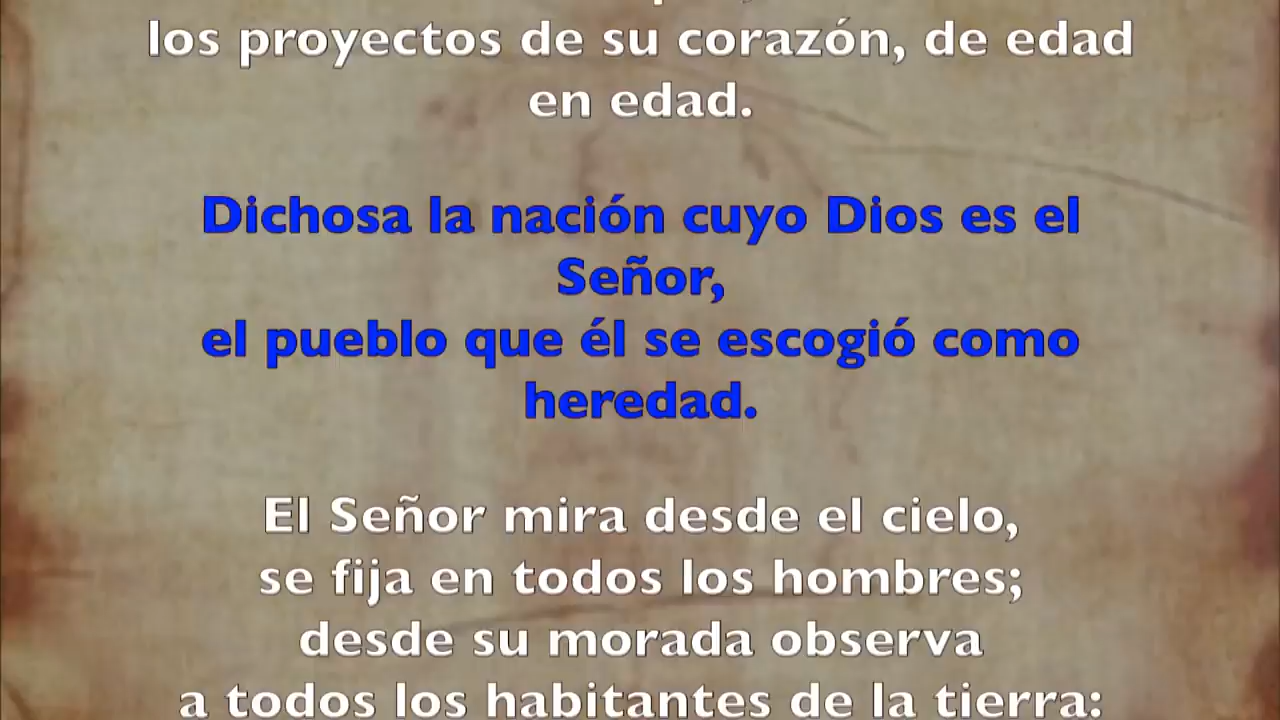 los proyectos de su corazón, de edad
en edad.
Dichosa la nación cuyo Dios es el
Señor,
el pueblo que él se escogió como
heredad.
El Señor mira desde el cielo,
se fija en todos los hombres;
desde su morada observa
a todos los habitantes de la tierra: